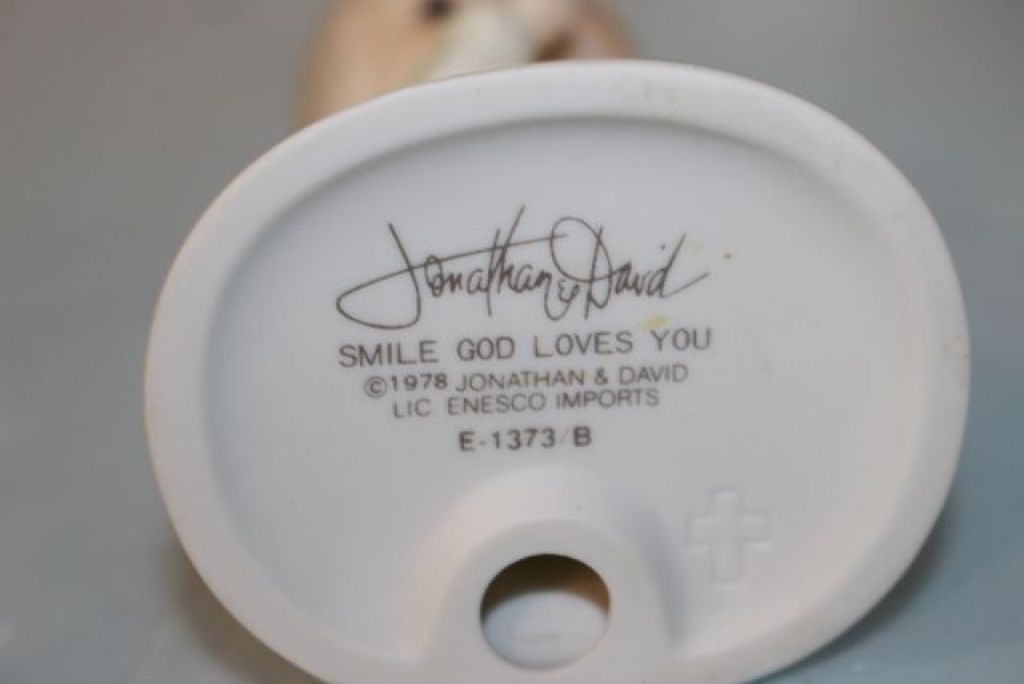 Jonathan & David
SMILE GOD LOVES YOU
©1978 JONATHAN & DAVID
LIC. ENESCO IMPORTS
E-1373/B